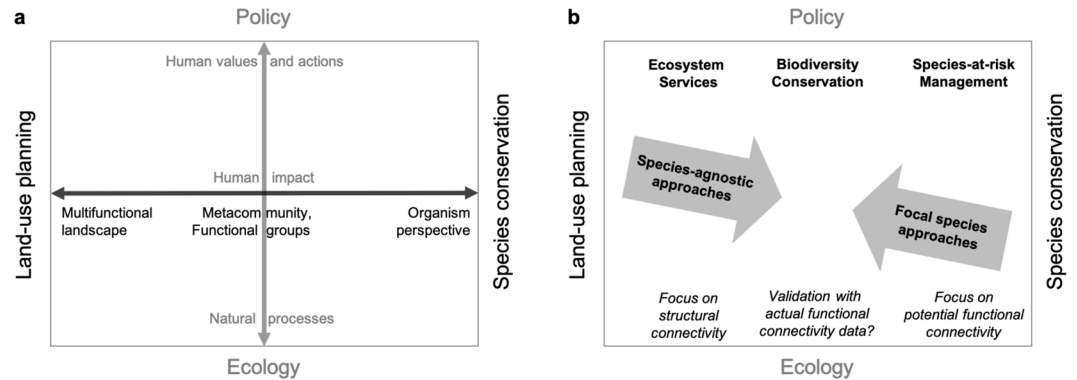 a
Policy
Human values and actions
Land-use planning
Species conservation
Human impact
Multifunctional
landscape
Metacommunity,
Functional groups
Organism
perspective
Natural processes
Ecology
b
Policy
Ecosystem
Services
Biodiversity
Conservation
Species-at-risk
Management
Land-use planning
Species conservation
Species-agnostic
approaches
Focal species
approaches
Focus on
structural
connectivity
Validation with
actual functional
connectivity data?
Focus on
potential functional
connectivity
Ecology